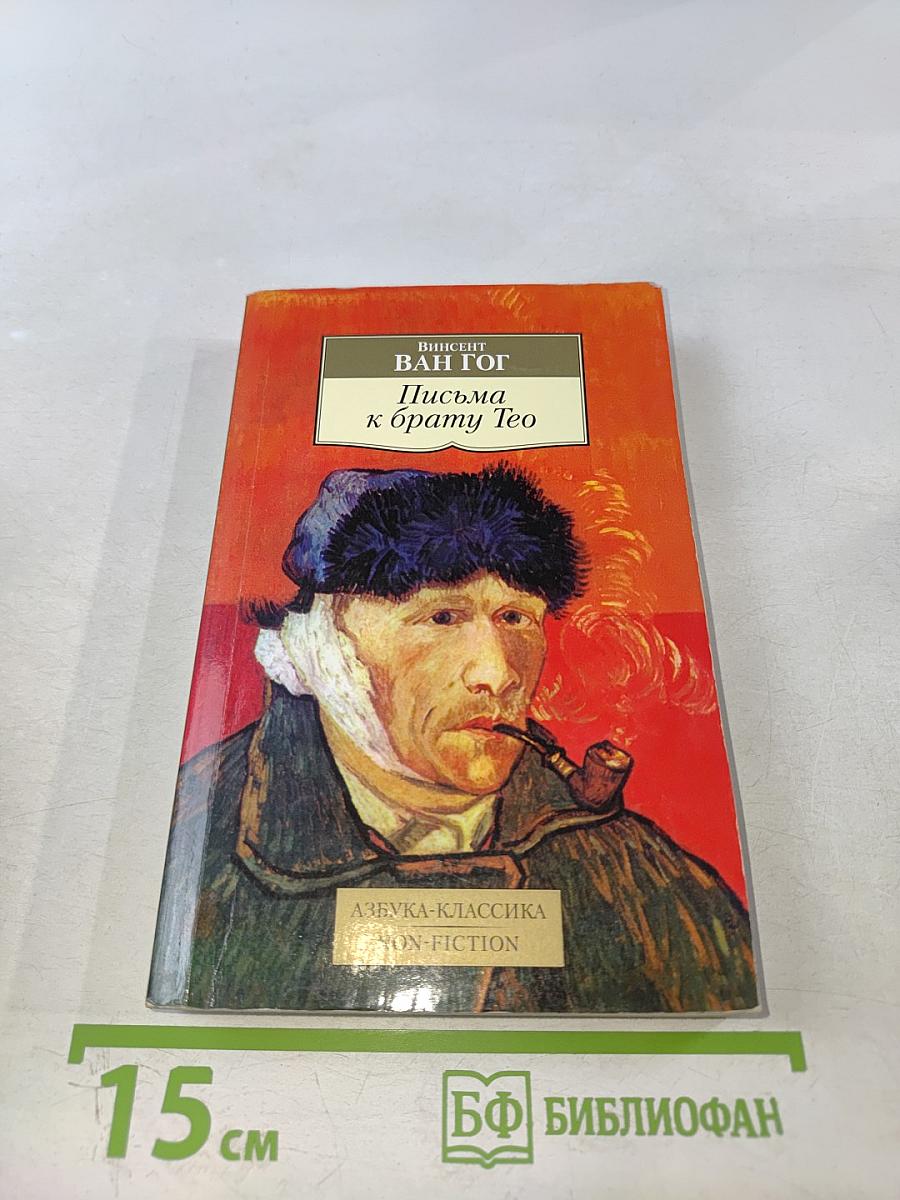 Винсент
ВАН ГОГ
Письма
к брату Тео
АЗБУКА-КЛАССИКА
NON-FICTION
15 см
БФ БИБЛИОФАН